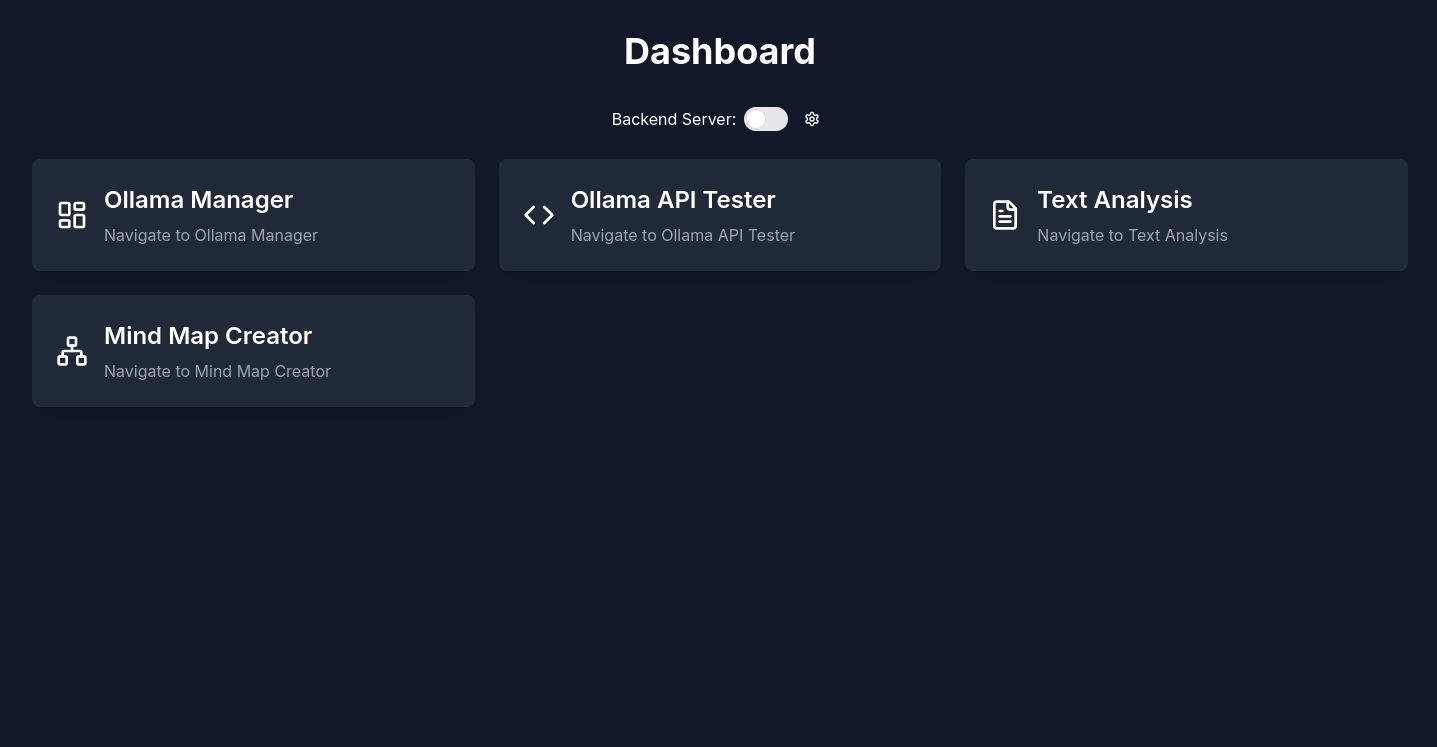 Dashboard
Backend Server:
Ollama Manager
Navigate to Ollama Manager
Ollama API Tester
Navigate to Ollama API Tester
Text Analysis
Navigate to Text Analysis
Mind Map Creator
Navigate to Mind Map Creator